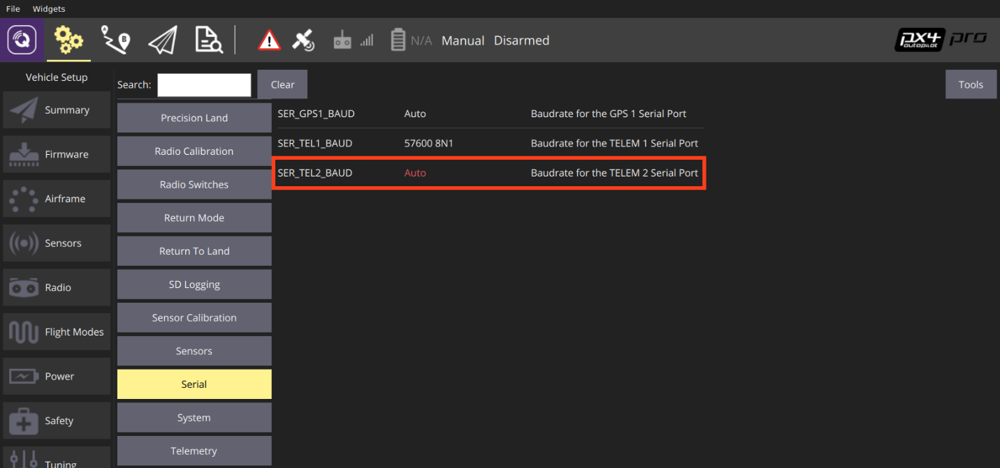 File Widgets
N/A Manual Disarmed
px4 autopilot pro
Vehicle Setup
Summary
Firmware
Airframe
Sensors
Radio
Flight Modes
Power
Safety
Tuning
Search: Clear
Tools
Precision Land
Radio Calibration
Radio Switches
Return Mode
Return To Land
SD Logging
Sensor Calibration
Sensors
Serial
System
Telemetry
SER_GPS1_BAUD Auto Baudrate for the GPS 1 Serial Port
SER_TEL1_BAUD 57600 8N1 Baudrate for the TELEM 1 Serial Port
SER_TEL2_BAUD Auto Baudrate for the TELEM 2 Serial Port